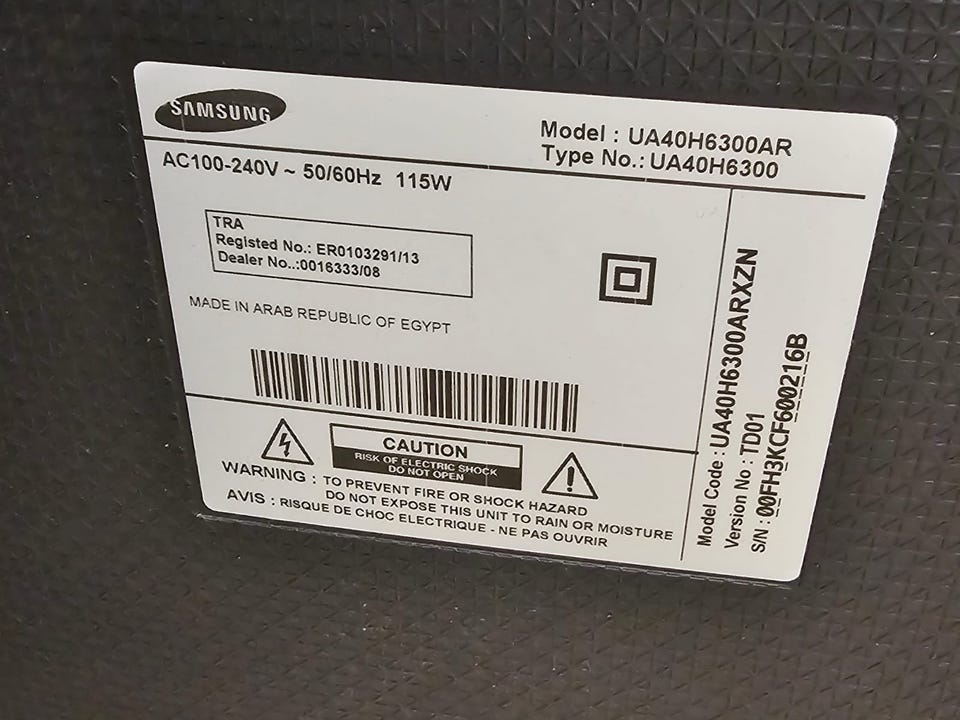 SAMSUNG
Model : UA40H6300AR
Type No.: UA40H6300
AC100-240V ~ 50/60Hz 115W
TRA
Registed No.: ER0103291/13
Dealer No..:0016333/08
MADE IN ARAB REPUBLIC OF EGYPT
CAUTION
RISK OF ELECTRIC SHOCK
DO NOT OPEN
WARNING : TO PREVENT FIRE OR SHOCK HAZARD
DO NOT EXPOSE THIS UNIT TO RAIN OR MOISTURE
AVIS : RISQUE DE CHOC ELECTRIQUE - NE PAS OUVRIR
Model Code : UA40H6300ARXZN
Version No : TD01
S/N : 00FH3KCF600216B